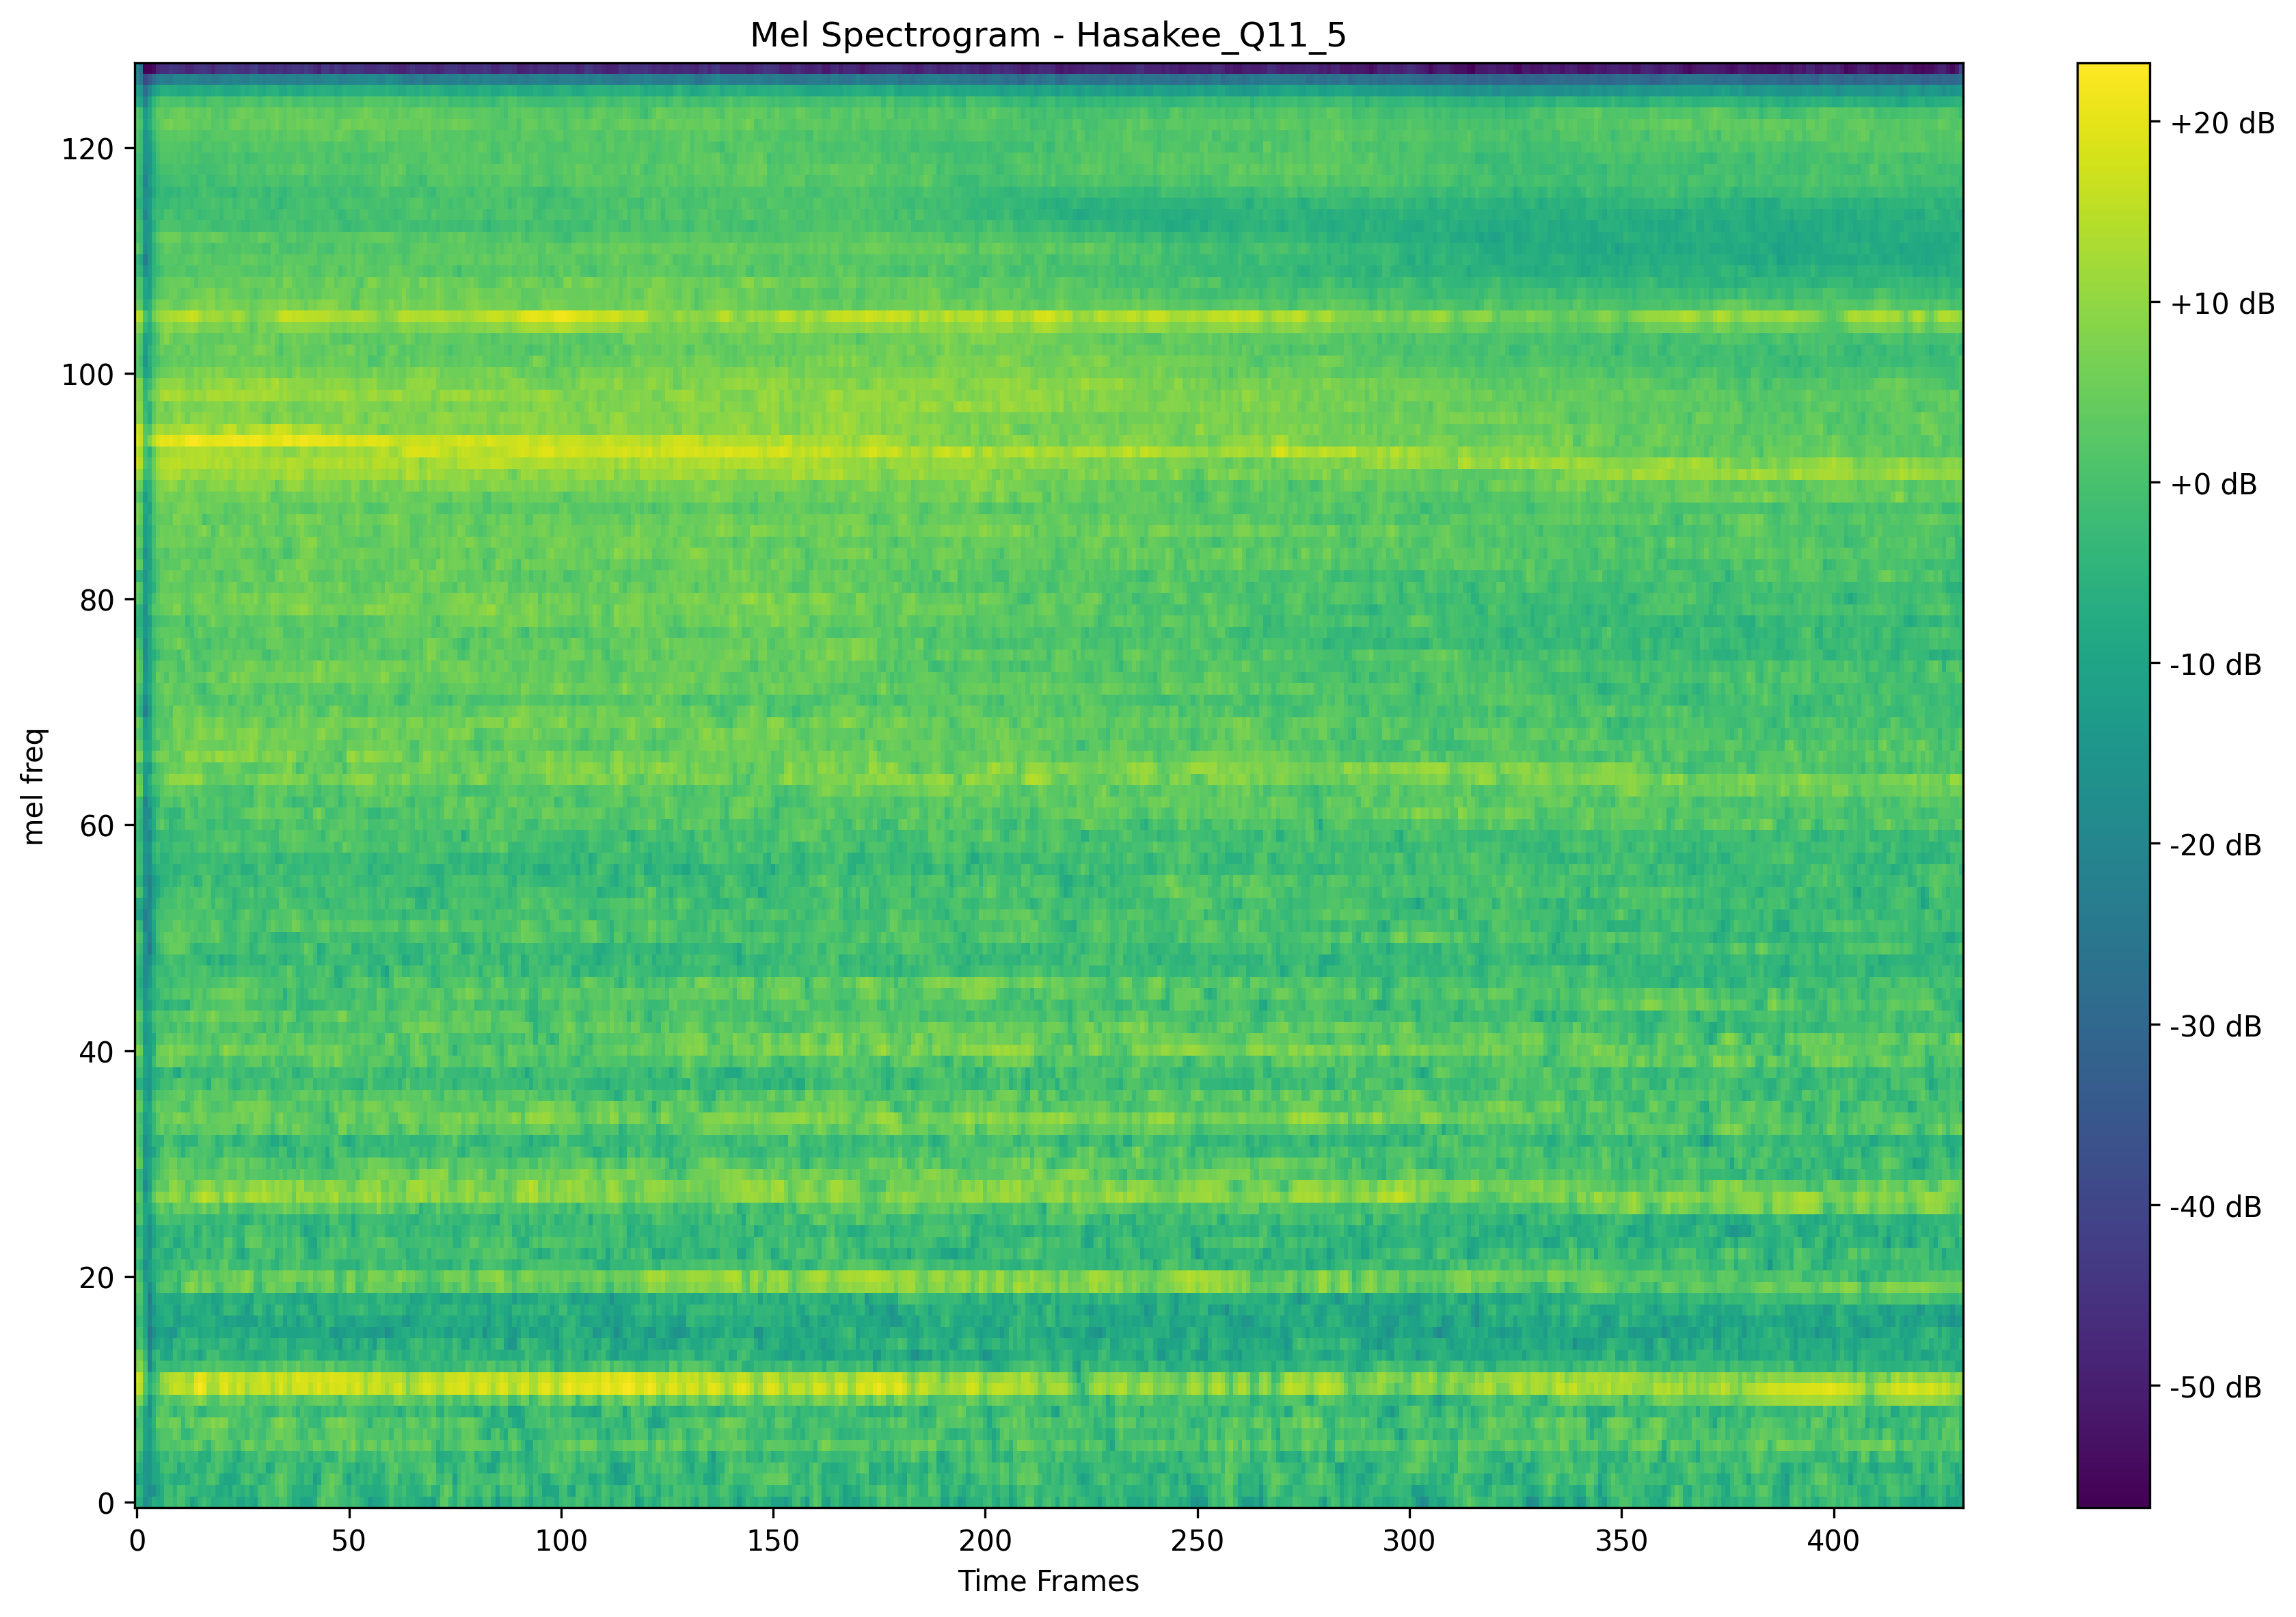 Mel Spectrogram - Hasakee_Q11_5
mel freq
120
100
80
60
40
20
0
0 50 100 150 200 250 300 350 400
Time Frames
+20 dB
+10 dB
+0 dB
-10 dB
-20 dB
-30 dB
-40 dB
-50 dB